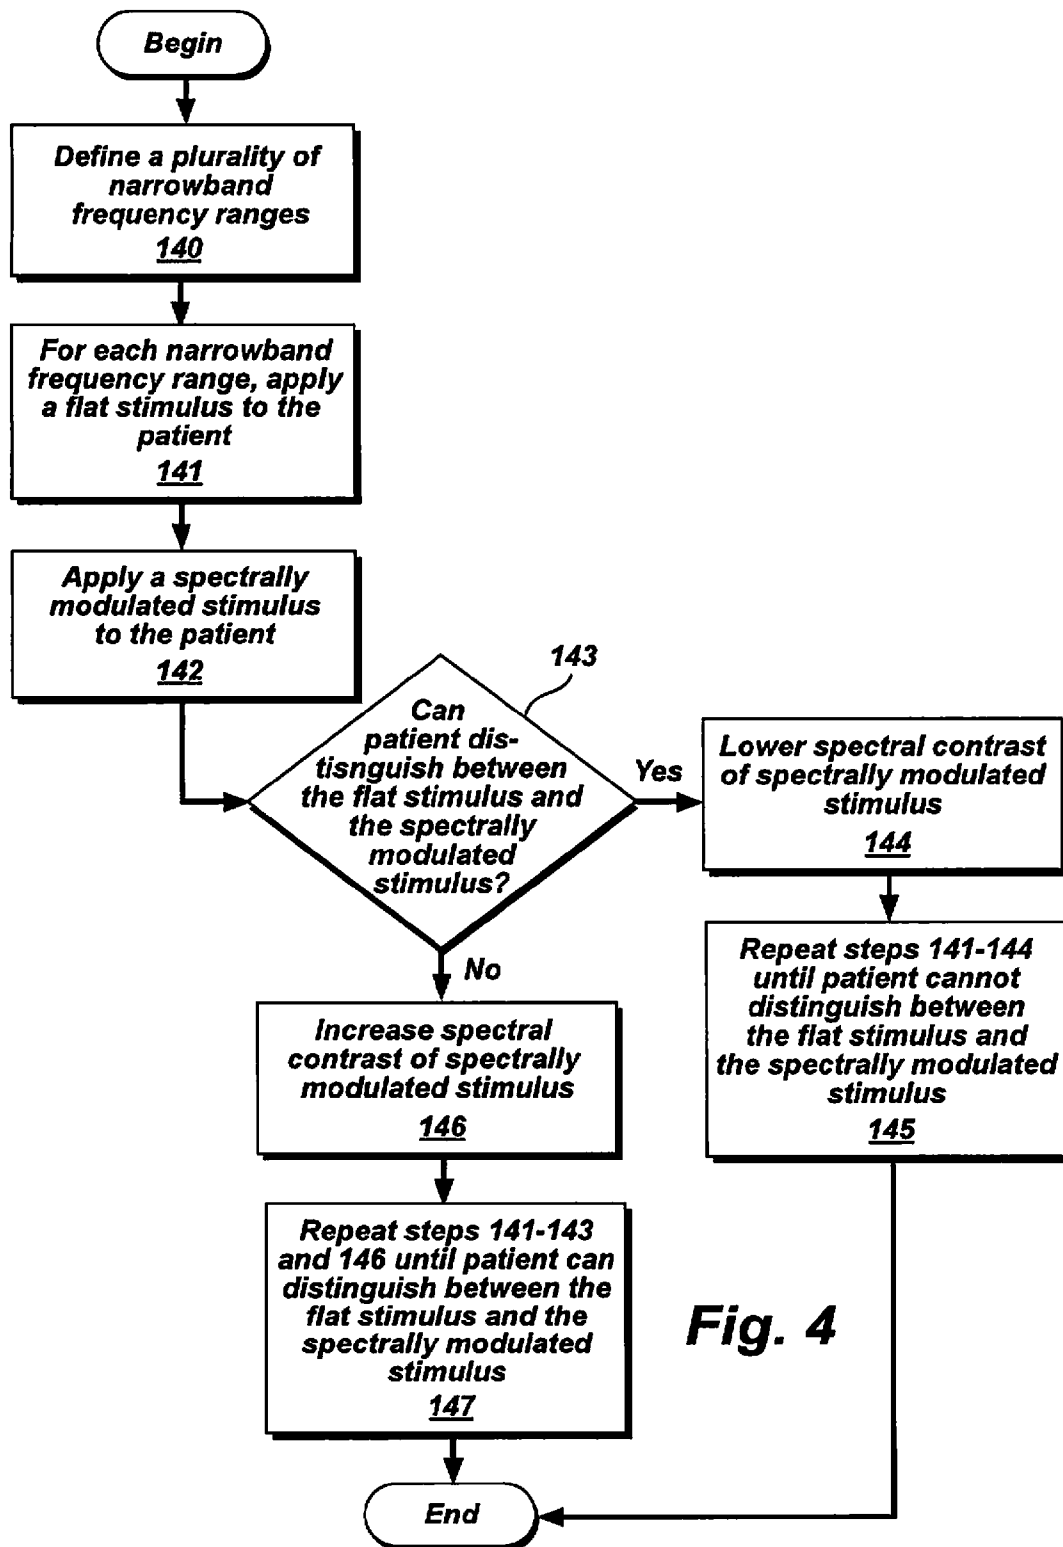 Begin
Define a plurality of
narrowband
frequency ranges
140
For each narrowband
frequency range, apply
a flat stimulus to the
patient
141
Apply a spectrally
modulated stimulus
to the patient
142
143
Can
patient dis-
tisnguish between
the flat stimulus and
the spectrally
modulated
stimulus?
Yes
Lower spectral contrast
of spectrally modulated
stimulus
144
Repeat steps 141-144
until patient cannot
distinguish between
the flat stimulus and
the spectrally modulated
stimulus
145
No
Increase spectral
contrast of spectrally
modulated stimulus
146
Repeat steps 141-143
and 146 until patient can
distinguish between the
flat stimulus and the
spectrally modulated
stimulus
147
Fig. 4
End